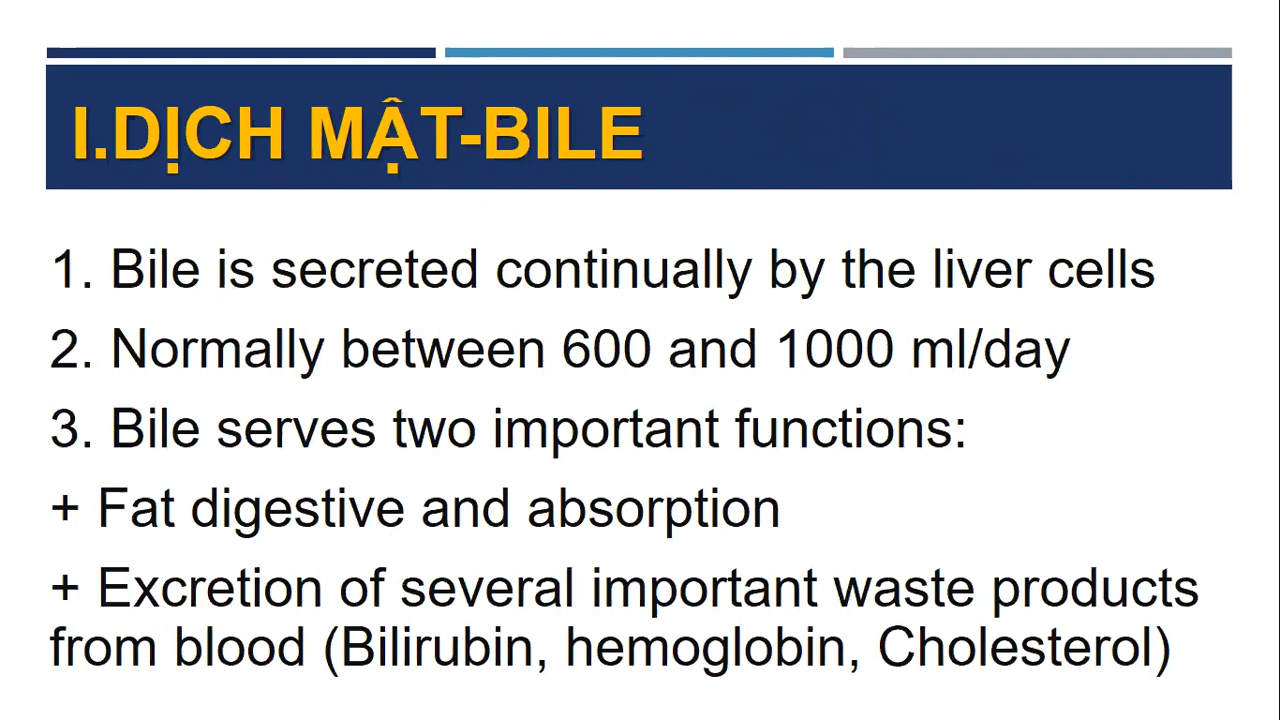 I.DỊCH MẬT-BILE
1. Bile is secreted continually by the liver cells
2. Normally between 600 and 1000 ml/day
3. Bile serves two important functions:
+ Fat digestive and absorption
+ Excretion of several important waste products
from blood (Bilirubin, hemoglobin, Cholesterol)